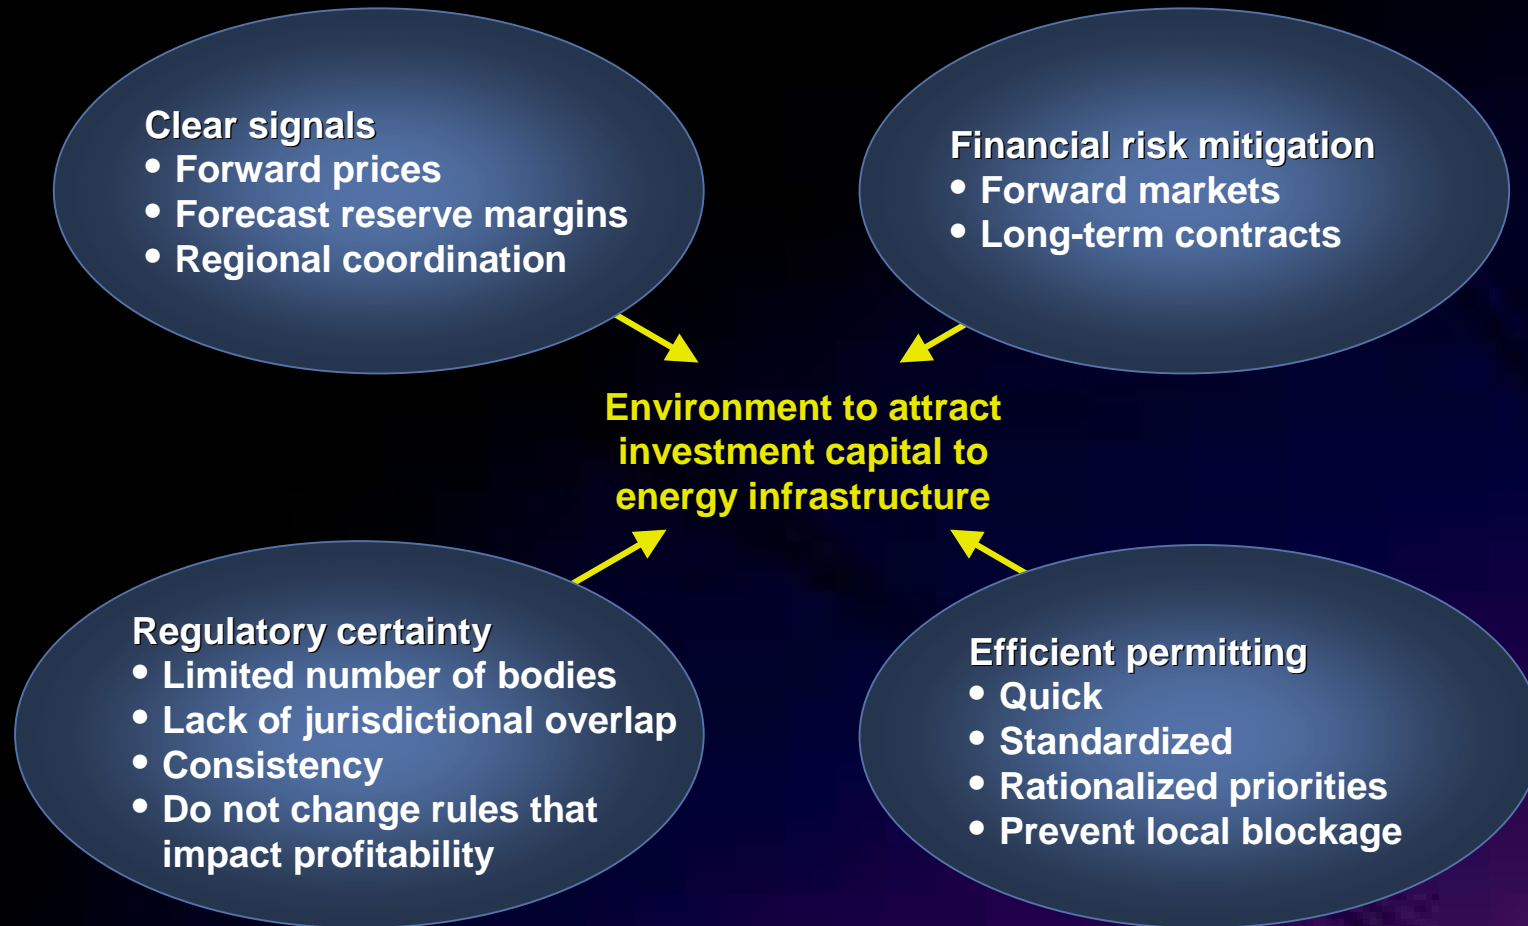 Clear signals
• Forward prices
• Forecast reserve margins
• Regional coordination
Financial risk mitigation
• Forward markets
• Long-term contracts
Environment to attract
investment capital to
energy infrastructure
Regulatory certainty
• Limited number of bodies
• Lack of jurisdictional overlap
• Consistency
• Do not change rules that
impact profitability
Efficient permitting
• Quick
• Standardized
• Rationalized priorities
• Prevent local blockage